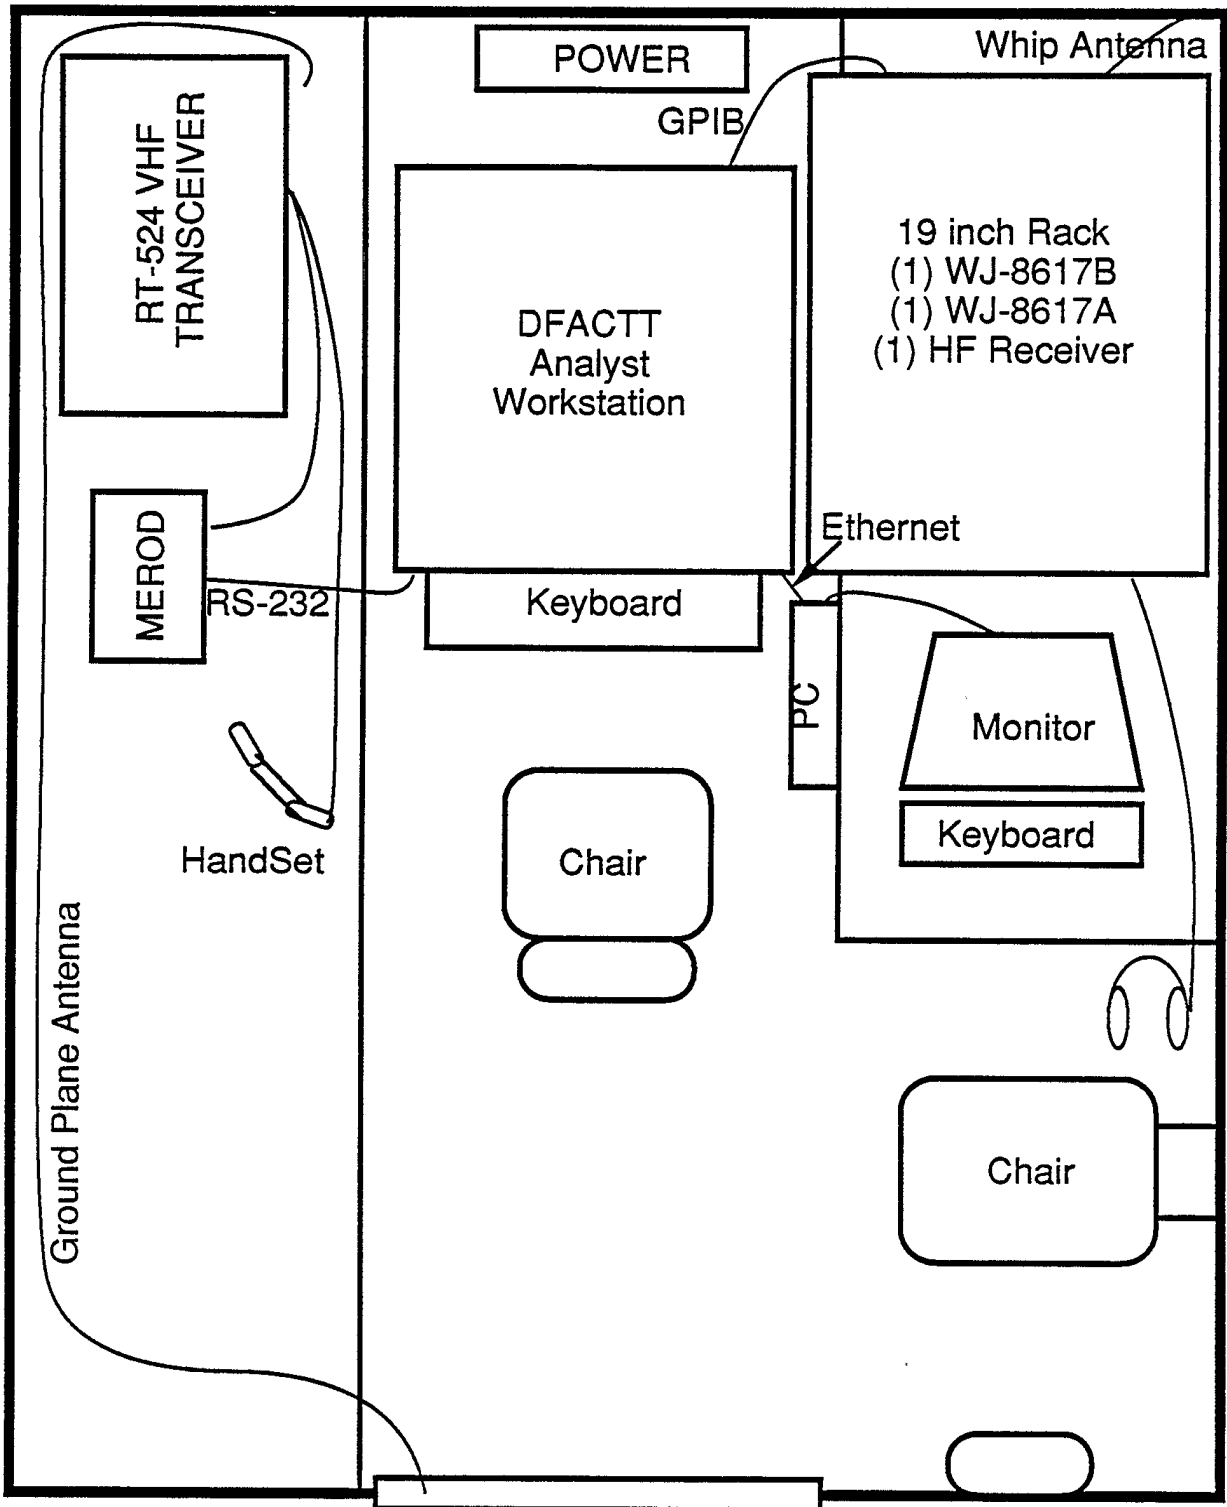 POWER
Whip Antenna
GPIB
RT-524 VHF
TRANSCEIVER
19 inch Rack
(1) WJ-8617B
(1) WJ-8617A
(1) HF Receiver
DFACTT
Analyst
Workstation
Ethernet
MEROD
RS-232
Keyboard
PC
Monitor
Keyboard
HandSet
Chair
Ground Plane Antenna
Chair